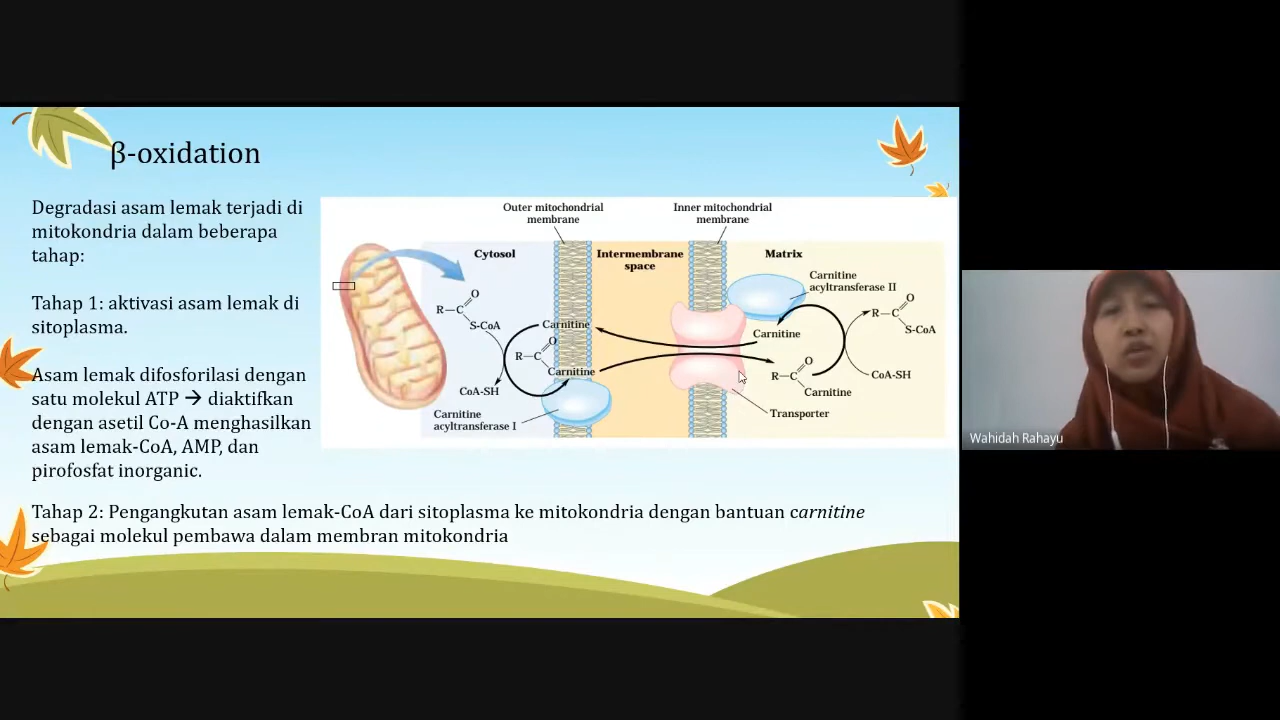 β-oxidation
Degradasi asam lemak terjadi di
mitokondria dalam beberapa
tahap:
Tahap 1: aktivasi asam lemak di
sitoplasma.
Asam lemak difosforilasi dengan
satu molekul ATP → diaktifkan
dengan asetil Co-A menghasilkan
asam lemak-CoA, AMP, dan
pirofosfat inorganic.
Tahap 2: Pengangkutan asam lemak-CoA dari sitoplasma ke mitokondria dengan bantuan carnitine
sebagai molekul pembawa dalam membran mitokondria
Outer mitochondrial
membrane
Inner mitochondrial
membrane
Cytosol
Intermembrane
space
Matrix
Carnitine
acyltransferase II
O
R—C
S-CoA
Carnitine
O
R—C
Carnitine
CoA-SH
Carnitine
acyltransferase I
Carnitine
O
R—C
Carnitine
O
R—C
S-CoA
CoA-SH
Transporter
Wahidah Rahayu